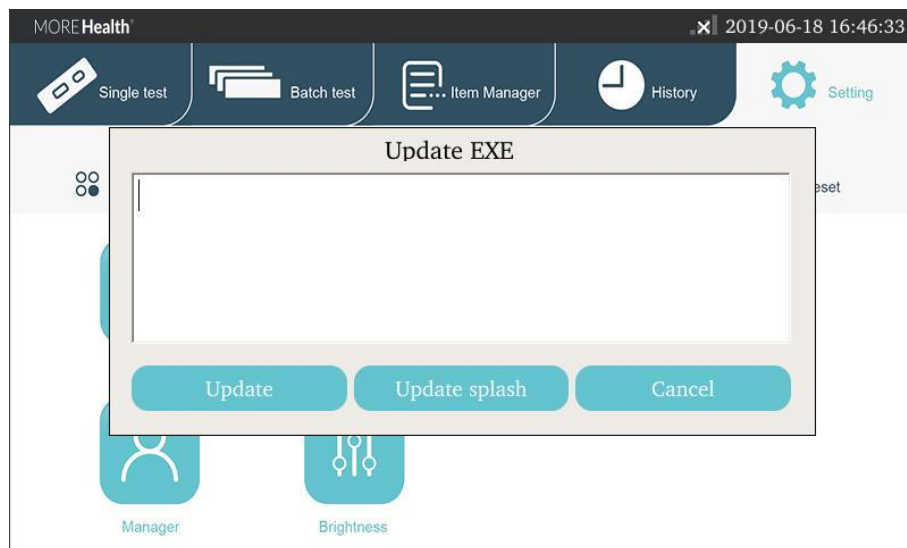 MOREHealth 2019-06-18 16:46:33
Single test Batch test Item Manager History Setting
Update EXE
Update Update splash Cancel
Manager Brightness